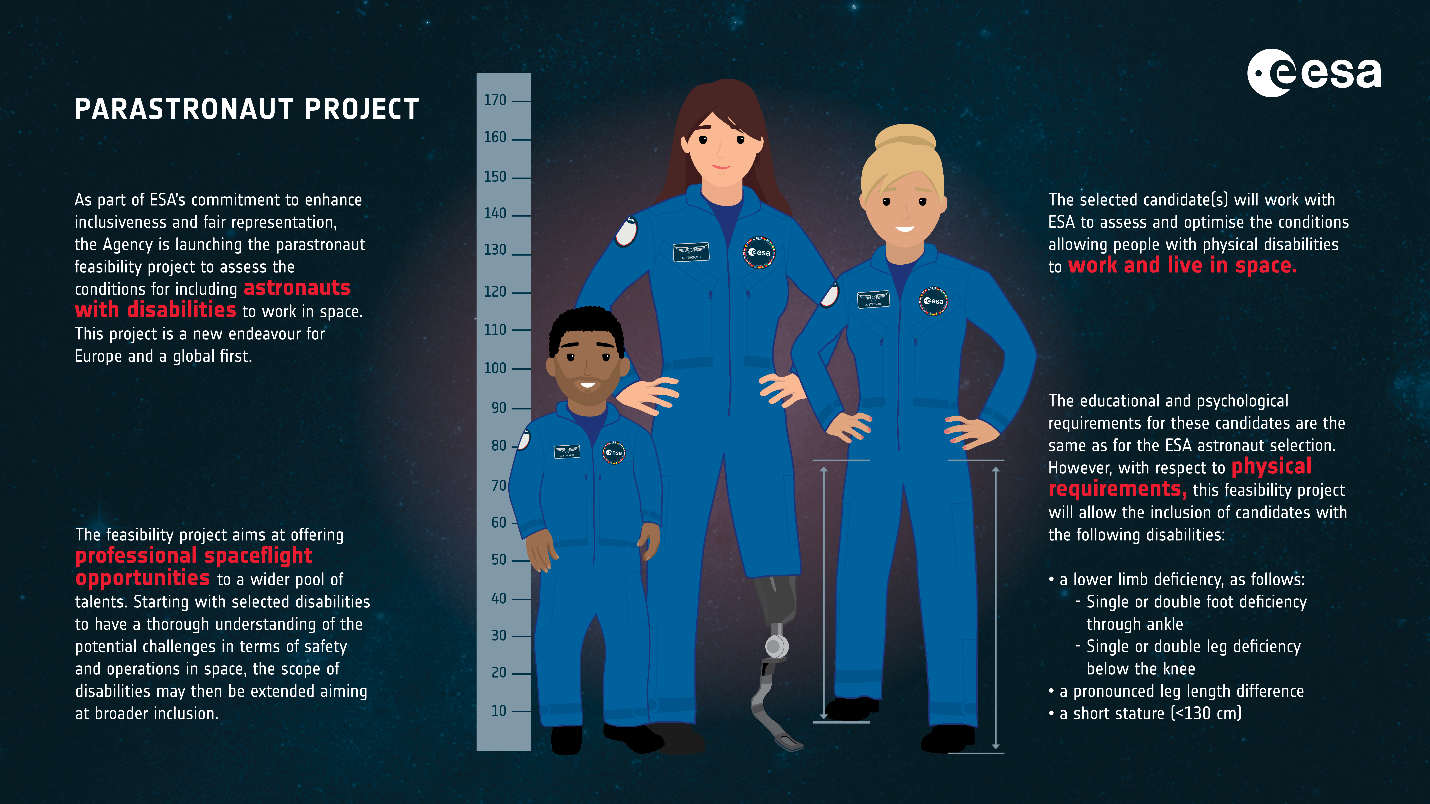 PARASTRONAUT PROJECT
As part of ESA's commitment to enhance
inclusiveness and fair representation,
the Agency is launching the parastronaut
feasibility project to assess the
conditions for including astronauts
with disabilities to work in space.
This project is a new endeavour for
Europe and a global first.
The feasibility project aims at offering
professional spaceflight
opportunities to a wider pool of
talents. Starting with selected disabilities
to have a thorough understanding of the
potential challenges in terms of safety
and operations in space, the scope of
disabilities may then be extended aiming
at broader inclusion.
170
160
150
140
130
120
110
100
90
80
70
60
50
40
30
20
10
esa
esa
esa
esa
The selected candidate(s) will work with
ESA to assess and optimise the conditions
allowing people with physical disabilities
to work and live in space.
The educational and psychological
requirements for these candidates are the
same as for the ESA astronaut selection.
However, with respect to physical
requirements, this feasibility project
will allow the inclusion of candidates with
the following disabilities:
• a lower limb deficiency, as follows:
- Single or double foot deficiency
through ankle
- Single or double leg deficiency
below the knee
• a pronounced leg length difference
• a short stature (<130 cm)